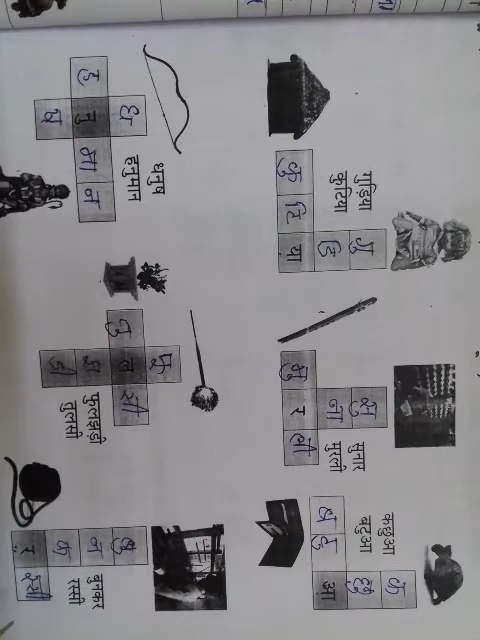 गुड़िया
कुटिया
गु
डि
कु टि या
सुनार
मुरली
सु
ना
मु र ली
कछुआ
बटुआ
क
छु
ब टु आ
धनुष
हनुमान
ध
ह नु मा न
ष
फुलझड़ी
तुलसी
फु
तु ल सी
झ
ड़ी
बुनकर
रस्सी
बु
न
क
र स्सी